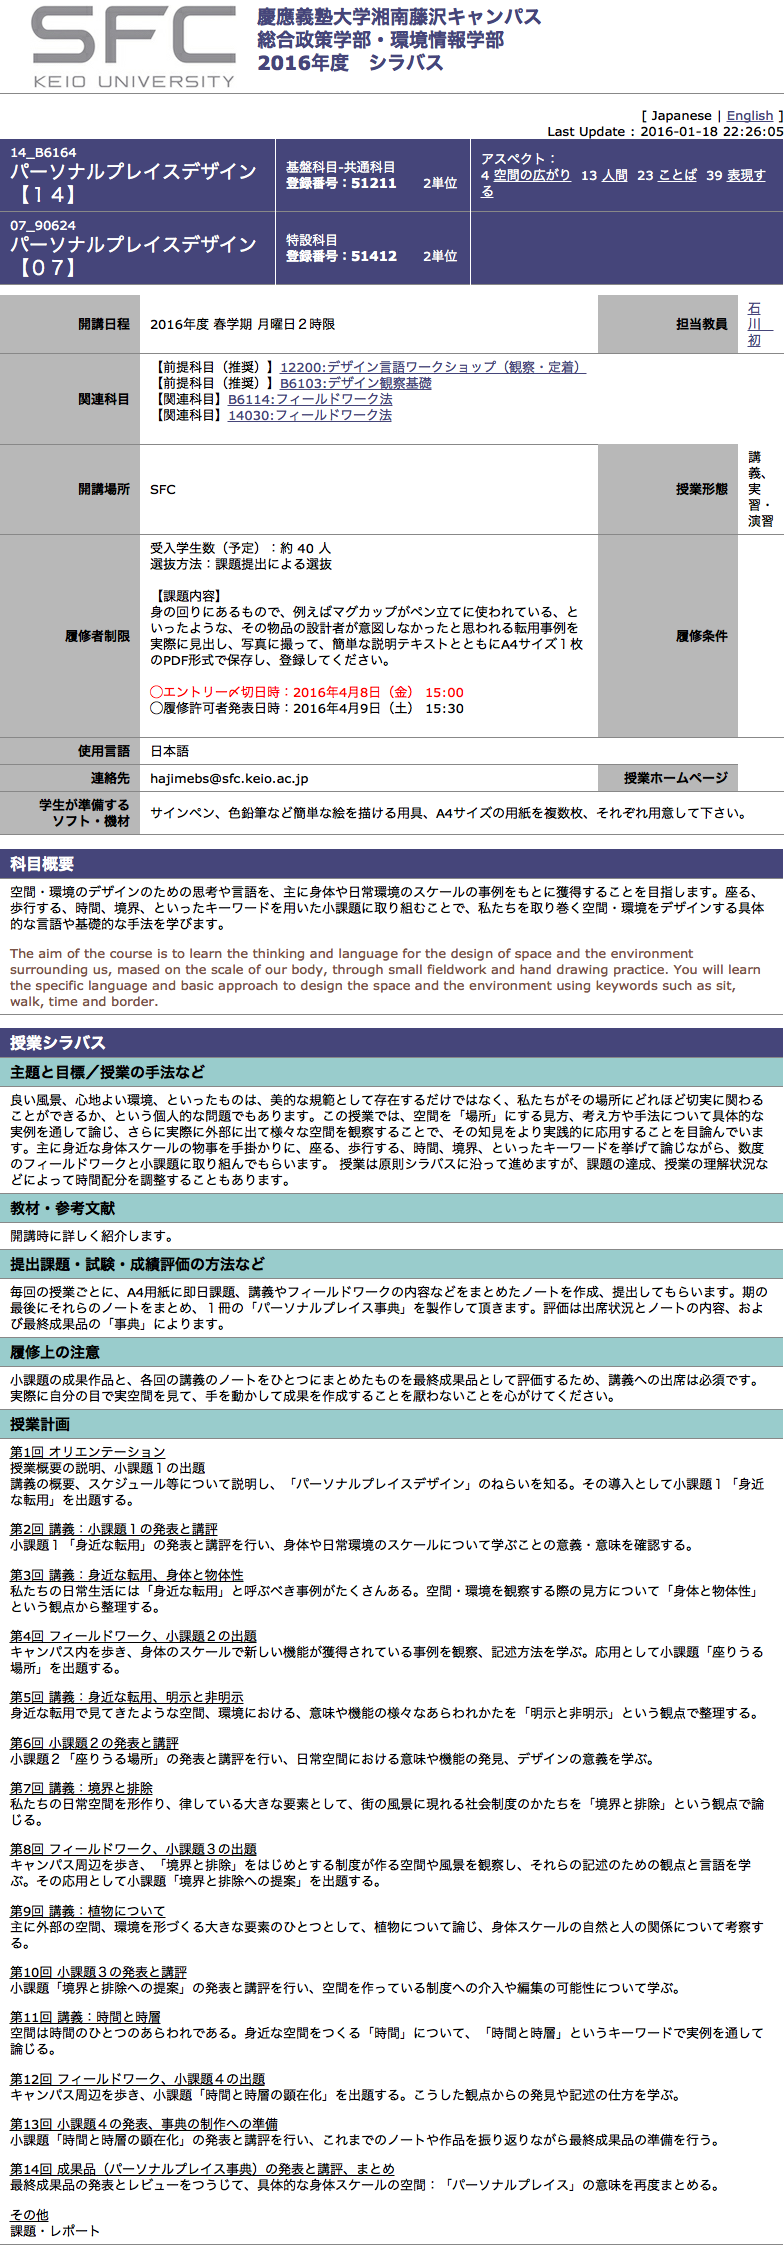 SFC
KEIO UNIVERSITY
慶應義塾大学湘南藤沢キャンパス
総合政策学部・環境情報学部
2016年度　シラバス
[ Japanese | English ]
Last Update : 2016-01-18 22:26:05
14_B6164
パーソナルプレイスデザイン
【１４】
基盤科目-共通科目
登録番号：51211　　2単位
アスペクト：
4 空間の広がり  13 人間  23 ことば  39 表現す
る
07_90624
パーソナルプレイスデザイン
【０７】
特設科目
登録番号：51412　　2単位
開講日程
2016年度 春学期 月曜日２時限
担当教員
石
川
初
関連科目
【前提科目（推奨）】12200:デザイン言語ワークショップ（観察・定着）
【前提科目（推奨）】B6103:デザイン観察基礎
【関連科目】B6114:フィールドワーク法
【関連科目】14030:フィールドワーク法
開講場所
SFC
授業形態
講
義、
実
習・
演習
履修者制限
受入学生数（予定）：約 40 人
選抜方法：課題提出による選抜
【課題内容】
身の回りにあるもので、例えばマグカップがペン立てに使われている、と
いったような、その物品の設計者が意図しなかったと思われる転用事例を
実際に見出し、写真に撮って、簡単な説明テキストとともにA4サイズ１枚
のPDF形式で保存し、登録してください。
◯エントリー〆切日時：2016年4月8日（金） 15:00
◯履修許可者発表日時：2016年4月9日（土） 15:30
履修条件
使用言語
日本語
連絡先
hajimebs@sfc.keio.ac.jp
授業ホームページ
学生が準備する
ソフト・機材
サインペン、色鉛筆など簡単な絵を描ける用具、A4サイズの用紙を複数枚、それぞれ用意して下さい。
科目概要
空間・環境のデザインのための思考や言語を、主に身体や日常環境のスケールの事例をもとに獲得することを目指します。座る、
歩行する、時間、境界、といったキーワードを用いた小課題に取り組むことで、私たちを取り巻く空間・環境をデザインする具体
的な言語や基礎的な手法を学びます。
The aim of the course is to learn the thinking and language for the design of space and the environment
surrounding us, mased on the scale of our body, through small fieldwork and hand drawing practice. You will learn
the specific language and basic approach to design the space and the environment using keywords such as sit,
walk, time and border.
授業シラバス
主題と目標／授業の手法など
良い風景、心地よい環境、といったものは、美的な規範として存在するだけではなく、私たちがその場所にどれほど切実に関わる
ことができるか、という個人的な問題でもあります。この授業では、空間を「場所」にする見方、考え方や手法について具体的な
実例を通して論じ、さらに実際に外部に出て様々な空間を観察することで、その知見をより実践的に応用することを目論んでいま
す。主に身近な身体スケールの物事を手掛かりに、座る、歩行する、時間、境界、といったキーワードを挙げて論じながら、数度
のフィールドワークと小課題に取り組んでもらいます。 授業は原則シラバスに沿って進めますが、課題の達成、授業の理解状況な
どによって時間配分を調整することもあります。
教材・参考文献
開講時に詳しく紹介します。
提出課題・試験・成績評価の方法など
毎回の授業ごとに、A4用紙に即日課題、講義やフィールドワークの内容などをまとめたノートを作成、提出してもらいます。期の
最後にそれらのノートをまとめ、１冊の「パーソナルプレイス事典」を製作して頂きます。評価は出席状況とノートの内容、およ
び最終成果品の「事典」によります。
履修上の注意
小課題の成果作品と、各回の講義のノートをひとつにまとめたものを最終成果品として評価するため、講義への出席は必須です。
実際に自分の目で実空間を見て、手を動かして成果を作成することを厭わないことを心がけてください。
授業計画
第1回 オリエンテーション
授業概要の説明、小課題１の出題
講義の概要、スケジュール等について説明し、「パーソナルプレイスデザイン」のねらいを知る。その導入として小課題１「身近
な転用」を出題する。
第2回 講義：小課題１の発表と講評
小課題１「身近な転用」の発表と講評を行い、身体や日常環境のスケールについて学ぶことの意義・意味を確認する。
第3回 講義：身近な転用、身体と物体性
私たちの日常生活には「身近な転用」と呼ぶべき事例がたくさんある。空間・環境を観察する際の見方について「身体と物体性」
という観点から整理する。
第4回 フィールドワーク、小課題２の出題
キャンパス内を歩き、身体のスケールで新しい機能が獲得されている事例を観察、記述方法を学ぶ。応用として小課題「座りうる
場所」を出題する。
第5回 講義：身近な転用、明示と非明示
身近な転用で見てきたような空間、環境における、意味や機能の様々なあらわれかたを「明示と非明示」という観点で整理する。
第6回 小課題２の発表と講評
小課題２「座りうる場所」の発表と講評を行い、日常空間における意味や機能の発見、デザインの意義を学ぶ。
第7回 講義：境界と排除
私たちの日常空間を形作り、律している大きな要素として、街の風景に現れる社会制度のかたちを「境界と排除」という観点で論
じる。
第8回 フィールドワーク、小課題３の出題
キャンパス周辺を歩き、「境界と排除」をはじめとする制度が作る空間や風景を観察し、それらの記述のための観点と言語を学
ぶ。その応用として小課題「境界と排除への提案」を出題する。
第9回 講義：植物について
主に外部の空間、環境を形づくる大きな要素のひとつとして、植物について論じ、身体スケールの自然と人の関係について考察す
る。
第10回 小課題３の発表と講評
小課題「境界と排除への提案」の発表と講評を行い、空間を作っている制度への介入や編集の可能性について学ぶ。
第11回 講義：時間と時層
空間は時間のひとつのあらわれである。身近な空間をつくる「時間」について、「時間と時層」というキーワードで実例を通して
論じる。
第12回 フィールドワーク、小課題４の出題
キャンパス周辺を歩き、小課題「時間と時層の顕在化」を出題する。こうした観点からの発見や記述の仕方を学ぶ。
第13回 小課題４の発表、事典の制作への準備
小課題「時間と時層の顕在化」の発表と講評を行い、これまでのノートや作品を振り返りながら最終成果品の準備を行う。
第14回 成果品（パーソナルプレイス事典）の発表と講評、まとめ
最終成果品の発表とレビューをつうじて、具体的な身体スケールの空間：「パーソナルプレイス」の意味を再度まとめる。
その他
課題・レポート